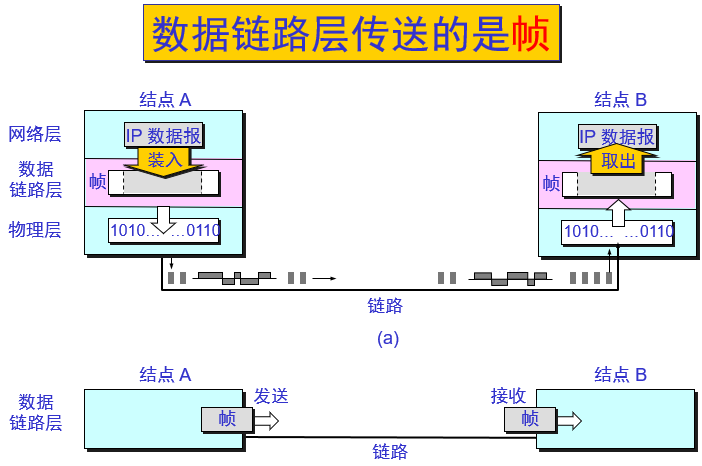 数据链路层传送的是帧
结点 A
结点 B
网络层
IP 数据报
IP 数据报
装入
取出
数据
链路层
帧
帧
物理层
1010… …0110
1010… …0110
链路
(a)
结点 A
结点 B
数据
链路层
发送
接收
帧
帧
链路